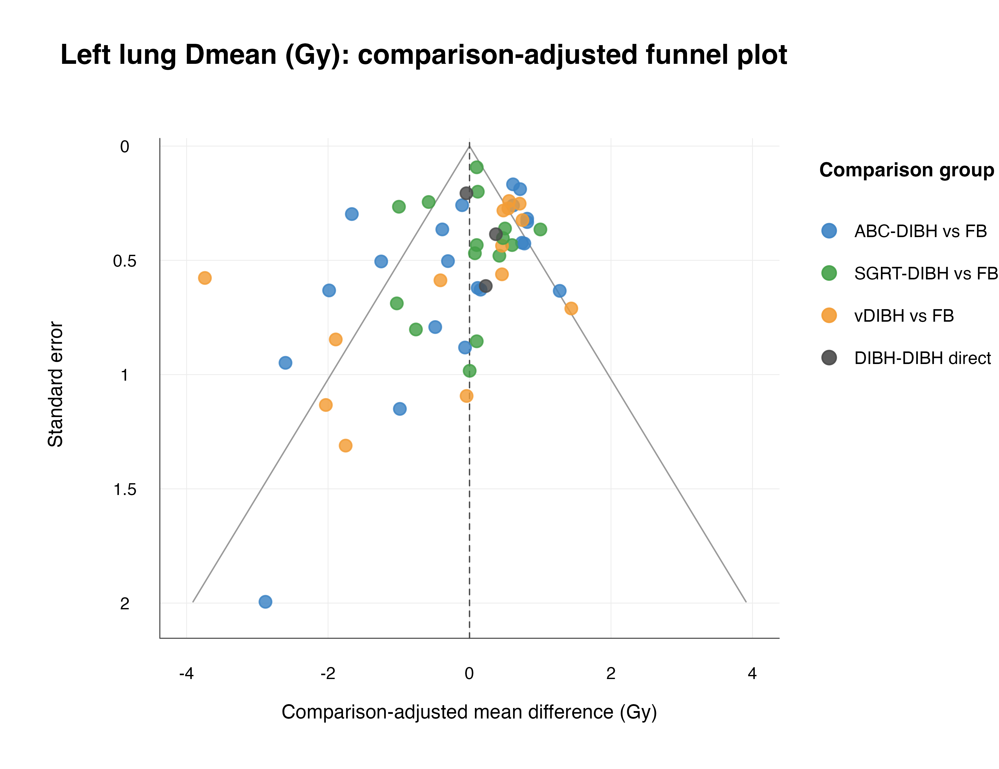 Left lung Dmean (Gy): comparison-adjusted funnel plot
Comparison group
ABC-DIBH vs FB
SGRT-DIBH vs FB
vDIBH vs FB
DIBH-DIBH direct
Standard error
0
0.5
1
1.5
2
-4
-2
0
2
4
Comparison-adjusted mean difference (Gy)